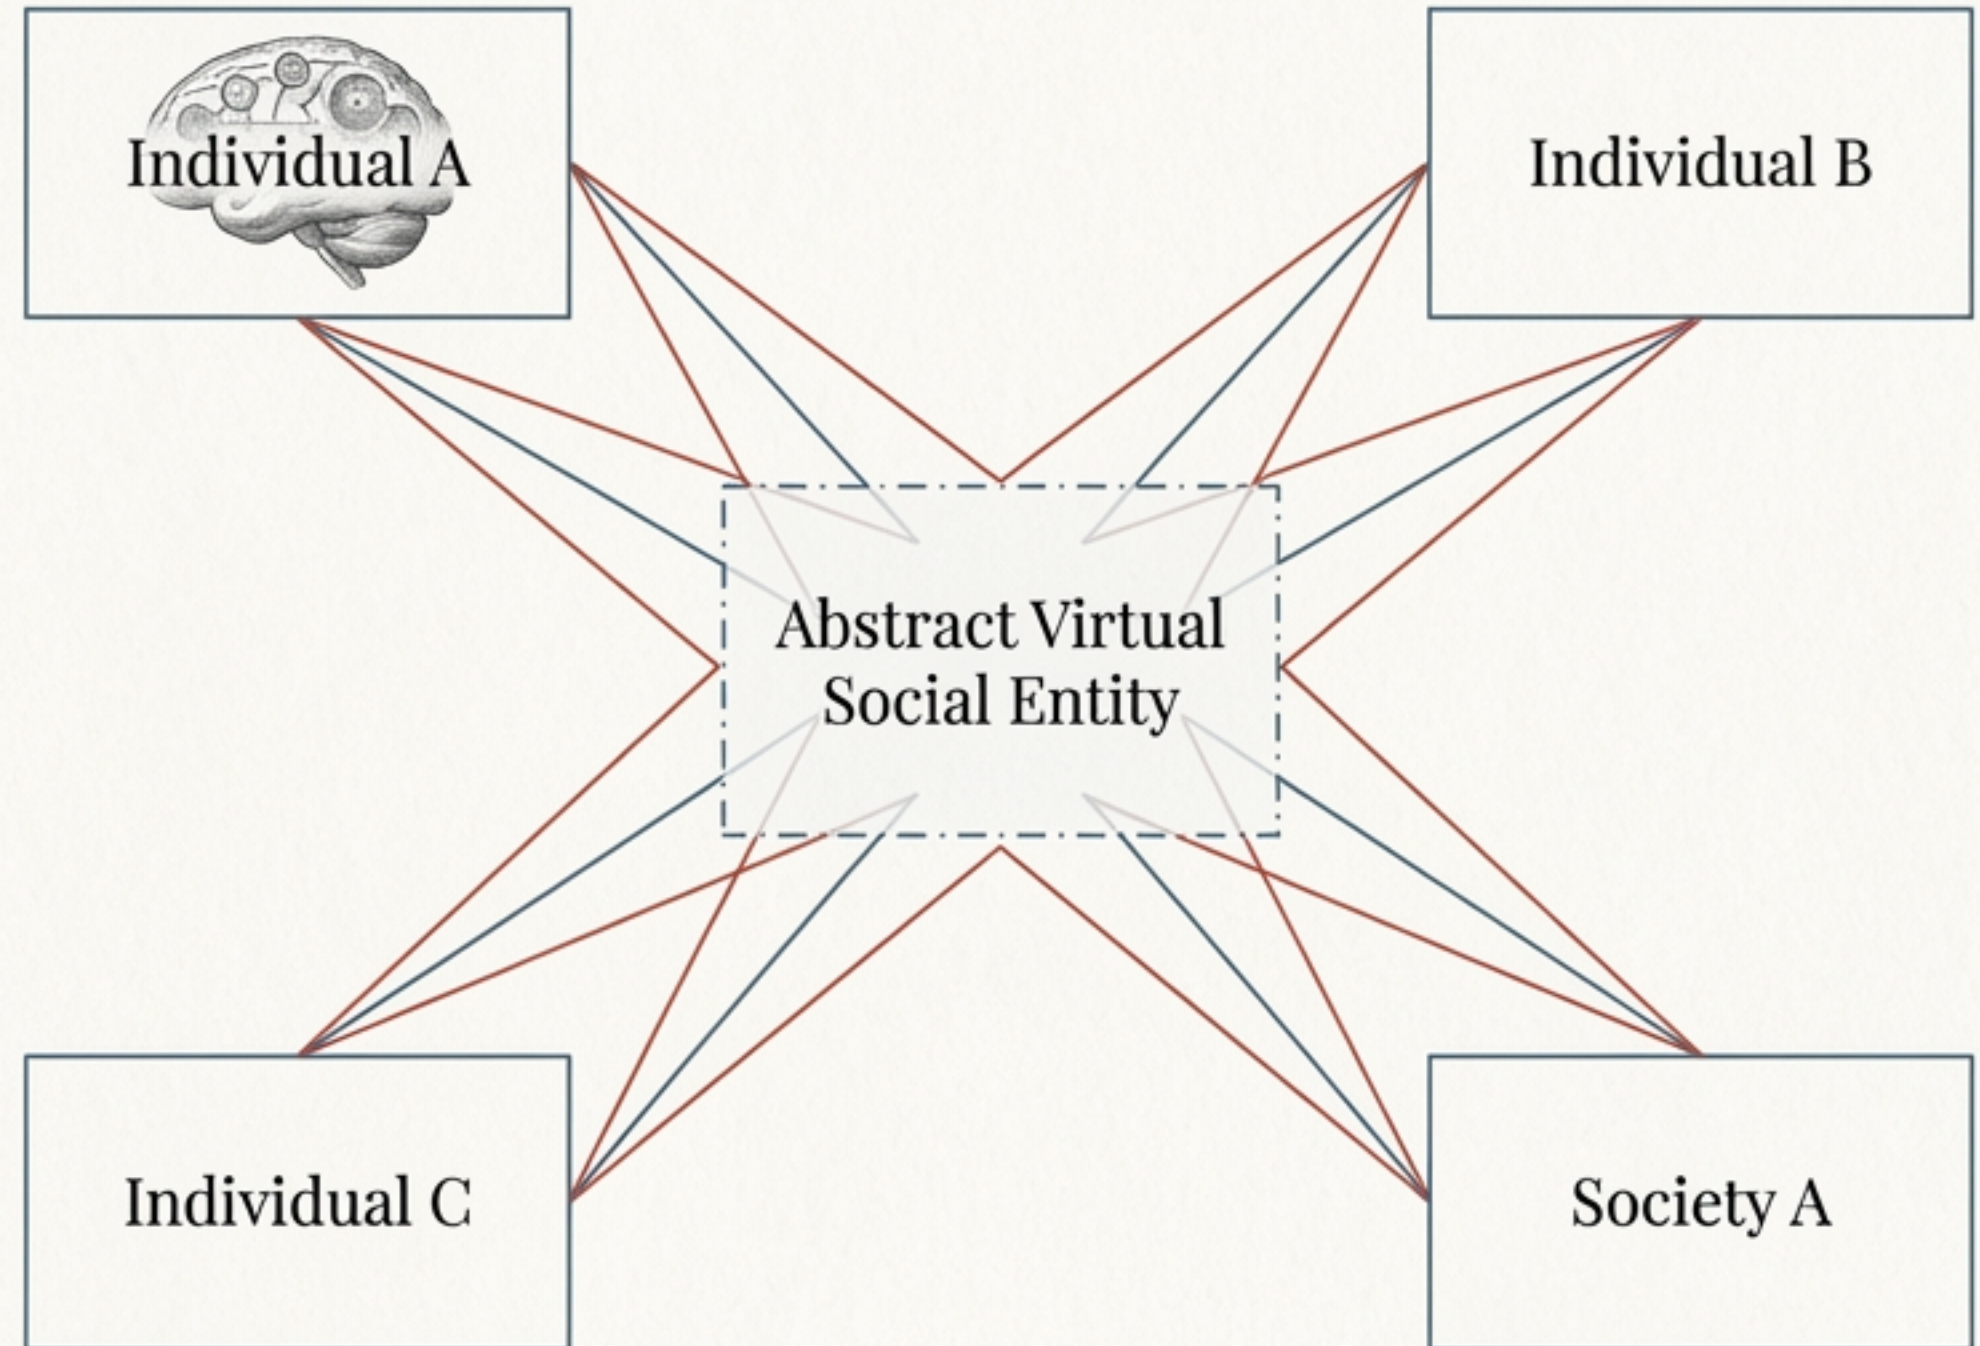 Individual A
Individual B
Abstract Virtual
Social Entity
Individual C
Society A